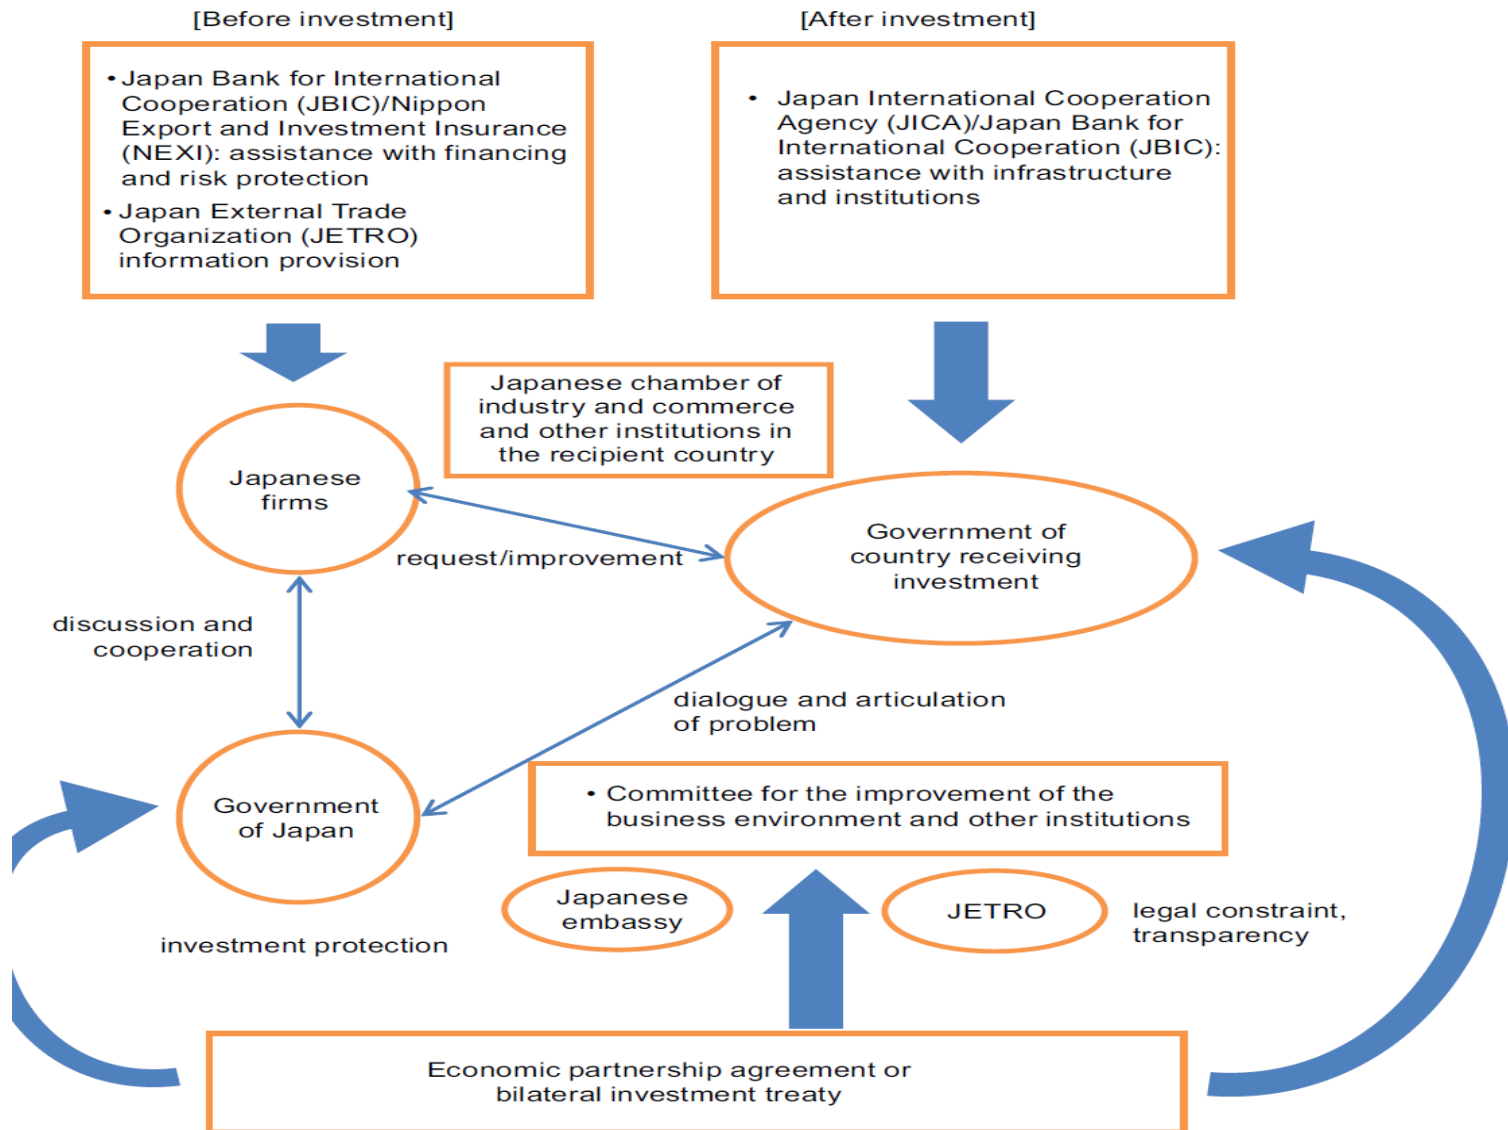 [Before investment]
[After investment]
• Japan Bank for International
Cooperation (JBIC)/Nippon
Export and Investment Insurance
(NEXI): assistance with financing
and risk protection
• Japan External Trade
Organization (JETRO)
information provision
• Japan International Cooperation
Agency (JICA)/Japan Bank for
International Cooperation (JBIC):
assistance with infrastructure
and institutions
Japanese chamber of
industry and commerce
and other institutions in
the recipient country
Japanese
firms
request/improvement
Government of
country receiving
investment
discussion and
cooperation
dialogue and articulation
of problem
Government
of Japan
• Committee for the improvement of the
business environment and other institutions
Japanese
embassy
JETRO
legal constraint,
transparency
investment protection
Economic partnership agreement or
bilateral investment treaty